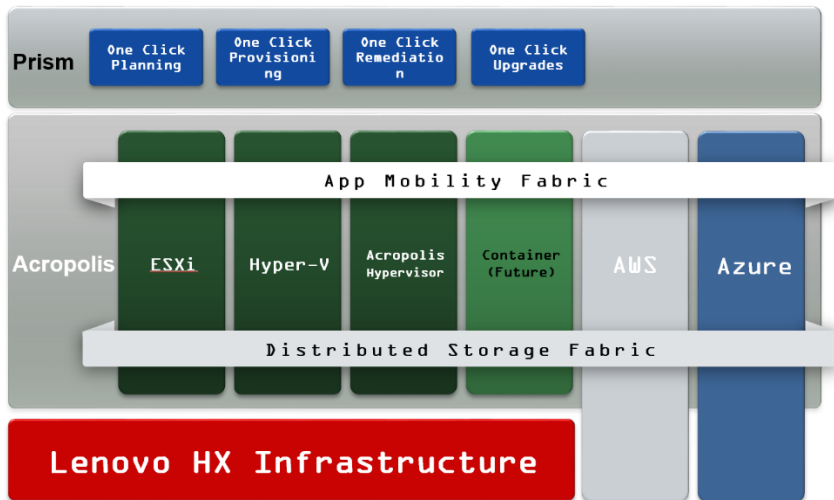 Prism
One Click
Planning
One Click
Provisioni
ng
One Click
Remediatio
n
One Click
Upgrades
App Mobility Fabric
Acropolis
ESXi
Hyper-V
Acropolis
Hypervisor
Container
(Future)
AWS
Azure
Distributed Storage Fabric
Lenovo HX Infrastructure